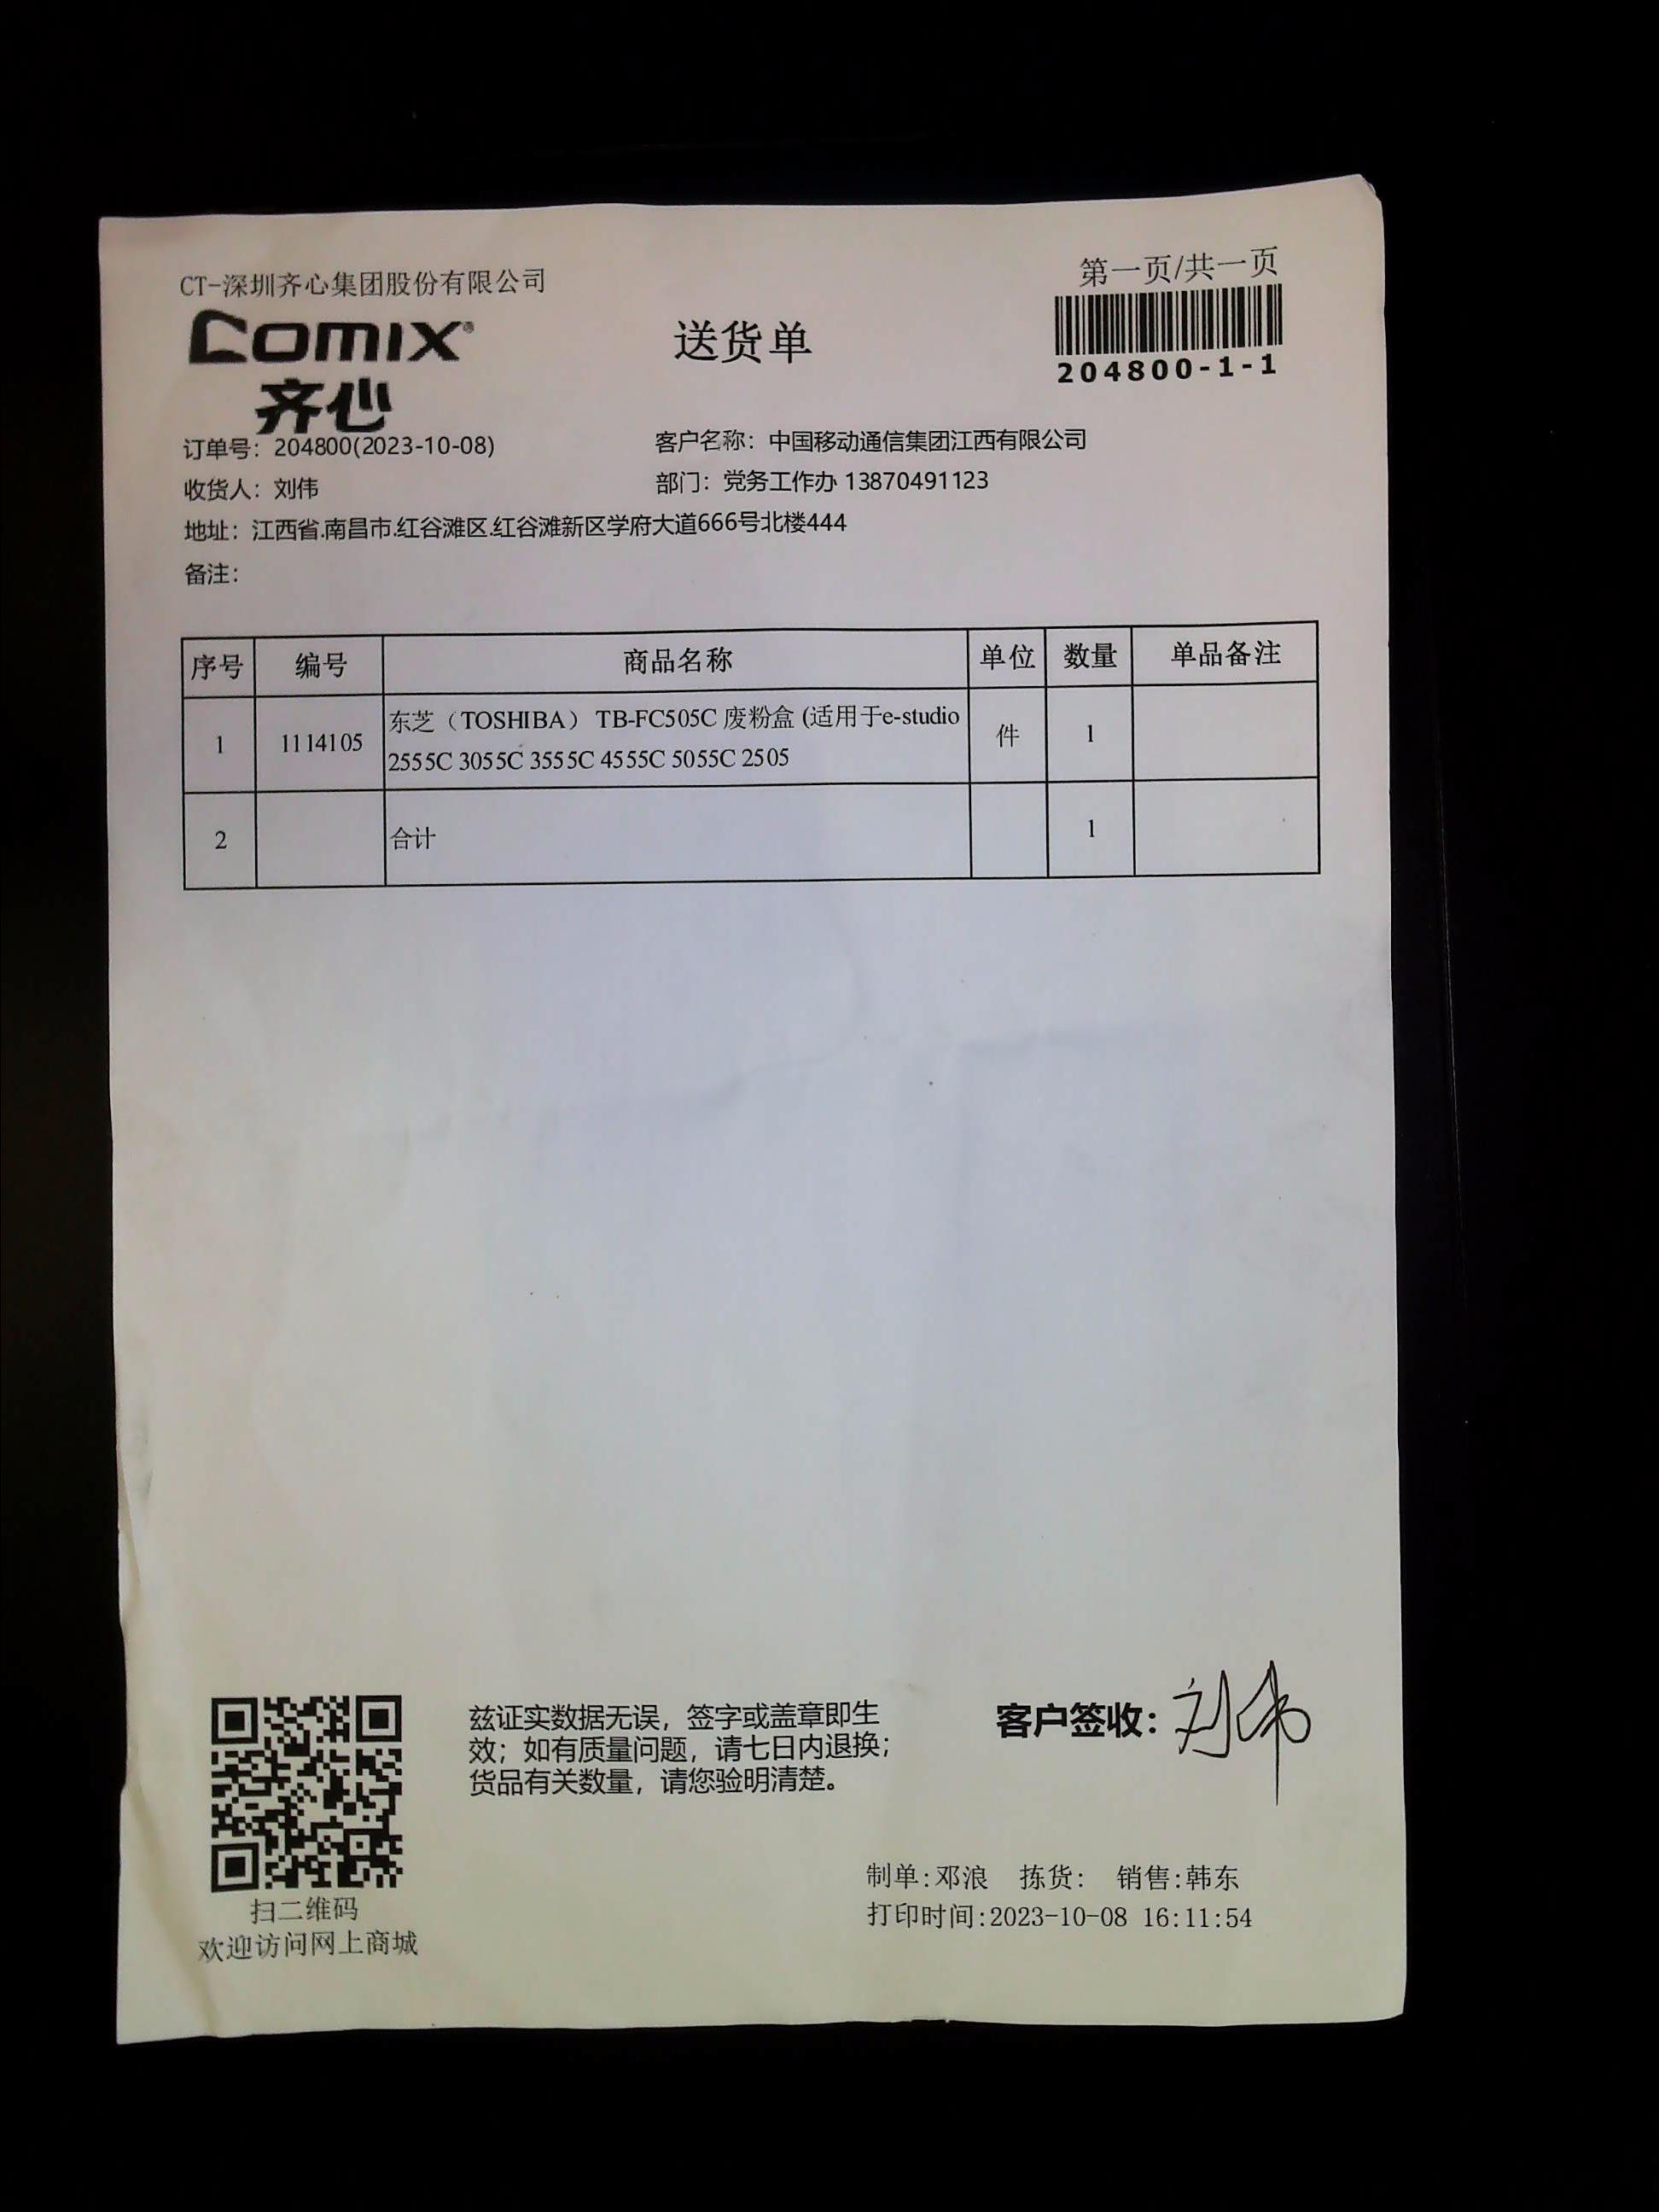 CT-深圳齐心集团股份有限公司
第一页/共一页
COMIX®
齐心
送货单
204800-1-1
订单号：204800(2023-10-08)
客户名称：中国移动通信集团江西有限公司
收货人：刘伟
部门：党务工作办 13870491123
地址：江西省.南昌市.红谷滩区.红谷滩新区学府大道666号北楼444
备注：
序号 编号 商品名称 单位 数量 单品备注
1 1114105 东芝（TOSHIBA） TB-FC505C 废粉盒 (适用于e-studio
2555C 3055C 3555C 4555C 5055C 2505 件 1
2 合计 1
兹证实数据无误，签字或盖章即生
效；如有质量问题，请七日内退换；
货品有关数量，请您验明清楚。
客户签收：刘伟
扫二维码
欢迎访问网上商城
制单:邓浪 拣货: 销售:韩东
打印时间:2023-10-08 16:11:54